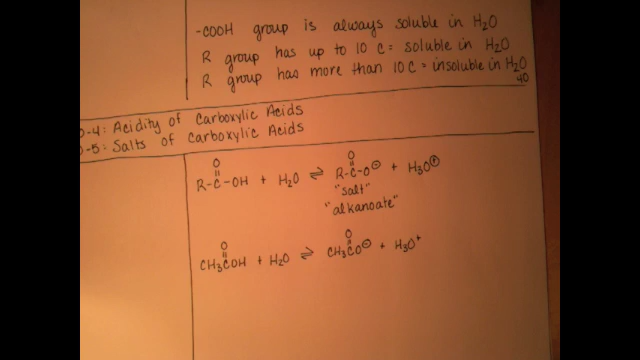 -COOH group is always soluble in H₂O
R group has up to 10 C = soluble in H₂O
R group has more than 10 C = insoluble in H₂O
40
-4: Acidity of Carboxylic Acids
-5: Salts of Carboxylic Acids
O O
R-C-OH + H₂O ⇌ R-C-O⊖ + H₃O⊕
"salt"
"alkanoate"
O O
CH₃COH + H₂O ⇌ CH₃CO⊖ + H₃O⁺